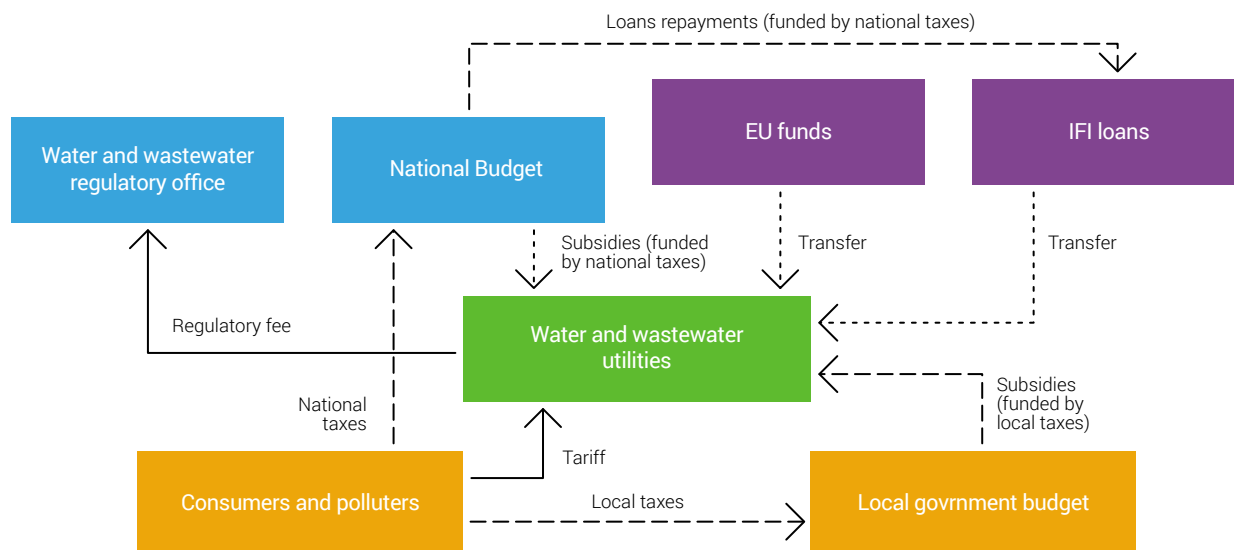 Loans repayments (funded by national taxes)
Water and wastewater
regulatory office
National Budget
EU funds
IFI loans
Subsidies (funded
by national taxes)
Transfer
Transfer
Regulatory fee
Water and wastewater
utilities
National
taxes
Subsidies
(funded by
local taxes)
Tariff
Consumers and polluters
Local taxes
Local govrnment budget